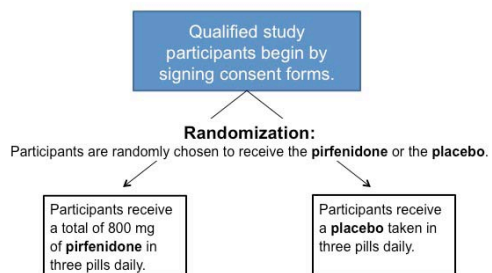 Qualified study
participants begin by
signing consent forms.
Randomization:
Participants are randomly chosen to receive the pirfenidone or the placebo.
Participants receive
a total of 800 mg
of pirfenidone in
three pills daily.
Participants receive
a placebo taken in
three pills daily.